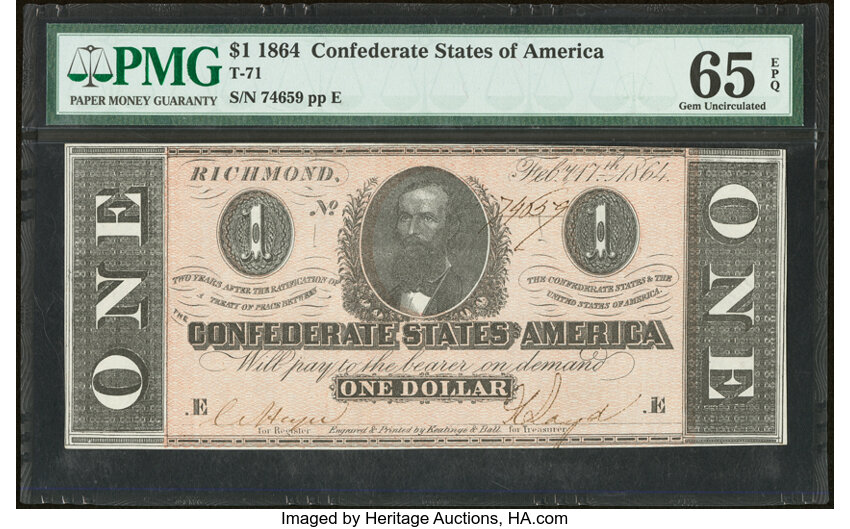 PMG
PAPER MONEY GUARANTY
$1 1864 Confederate States of America
T-71
S/N 74659 pp E
65 EPQ
Gem Uncirculated
RICHMOND,
Feby. 17th 1864.
No
74659
1
1
TWO YEARS AFTER THE RATIFICATION OF
A TREATY OF PEACE BETWEEN
THE CONFEDERATE STATES & THE
UNITED STATES OF AMERICA.
THE
CONFEDERATE STATES OF AMERICA
Will pay to the bearer on demand
ONE DOLLAR
ONE
ONE
.E
.E
for Register
Engraved & Printed by Keatinge & Ball
for Treasurer
Imaged by Heritage Auctions, HA.com